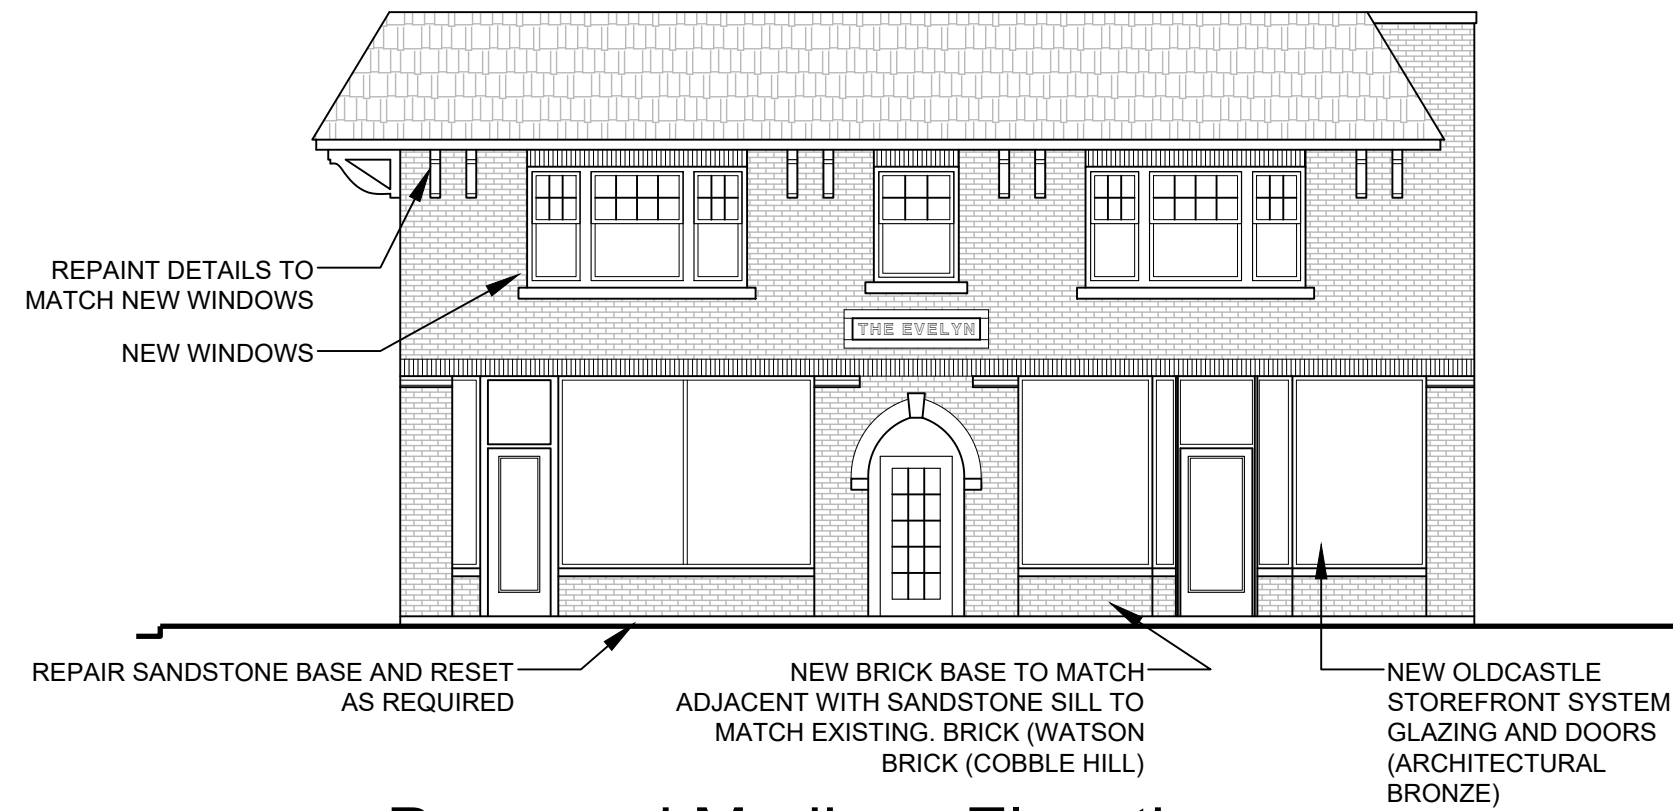 REPAINT DETAILS TO
MATCH NEW WINDOWS
NEW WINDOWS
THE EVELYN
REPAIR SANDSTONE BASE AND RESET
AS REQUIRED
NEW BRICK BASE TO MATCH
ADJACENT WITH SANDSTONE SILL TO
MATCH EXISTING. BRICK (WATSON
BRICK (COBBLE HILL)
NEW OLDCASTLE
STOREFRONT SYSTEM
GLAZING AND DOORS
(ARCHITECTURAL
BRONZE)